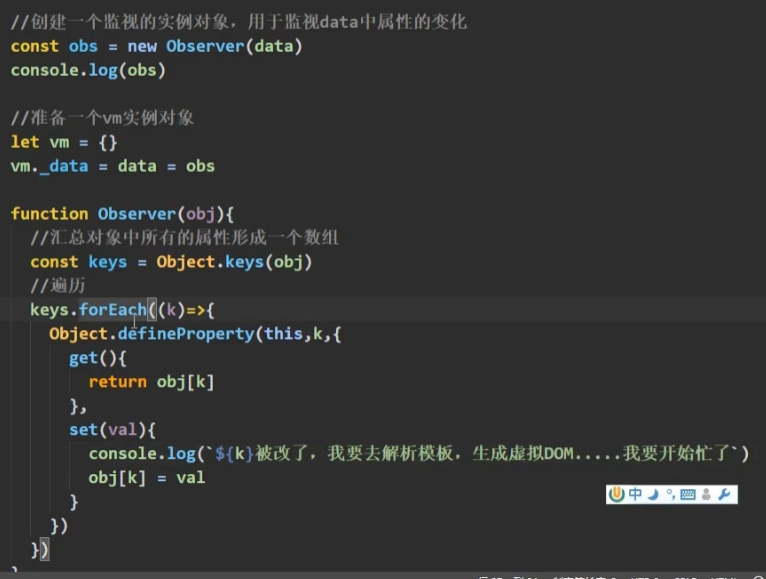 //创建一个监视的实例对象，用于监视data中属性的变化
const obs = new Observer(data)
console.log(obs)
//准备一个vm实例对象
let vm = {}
vm._data = data = obs
function Observer(obj){
//汇总对象中所有的属性形成一个数组
const keys = Object.keys(obj)
//遍历
keys.forEach((k)=>{
Object.defineProperty(this,k,{
get(){
return obj[k]
},
set(val){
console.log(`${k}被改了，我要去解析模板，生成虚拟DOM.....我要开始忙了`)
obj[k] = val
}
})
})
中